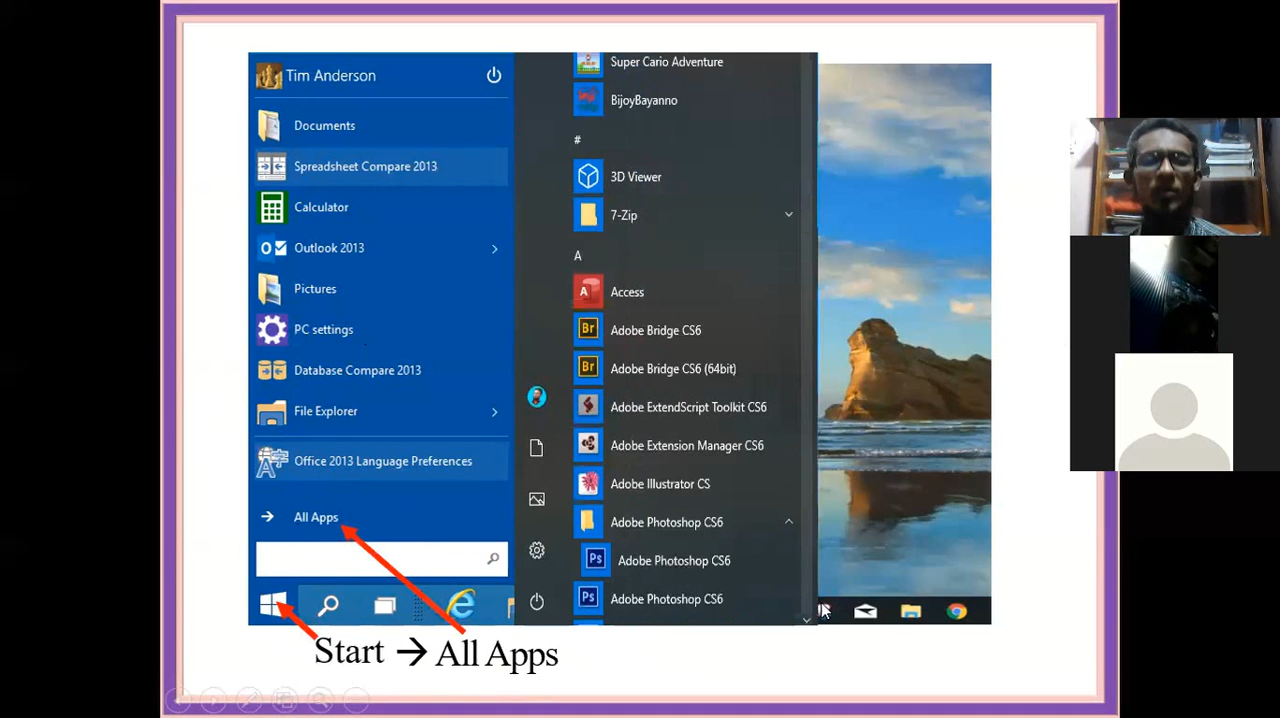 Tim Anderson
Documents
Spreadsheet Compare 2013
Calculator
Outlook 2013
Pictures
PC settings
Database Compare 2013
File Explorer
Office 2013 Language Preferences
All Apps
Super Cario Adventure
BijoyBayanno
#
3D Viewer
7-Zip
A
Access
Adobe Bridge CS6
Adobe Bridge CS6 (64bit)
Adobe ExtendScript Toolkit CS6
Adobe Extension Manager CS6
Adobe Illustrator CS
Adobe Photoshop CS6
Adobe Photoshop CS6
Adobe Photoshop CS6
Start → All Apps